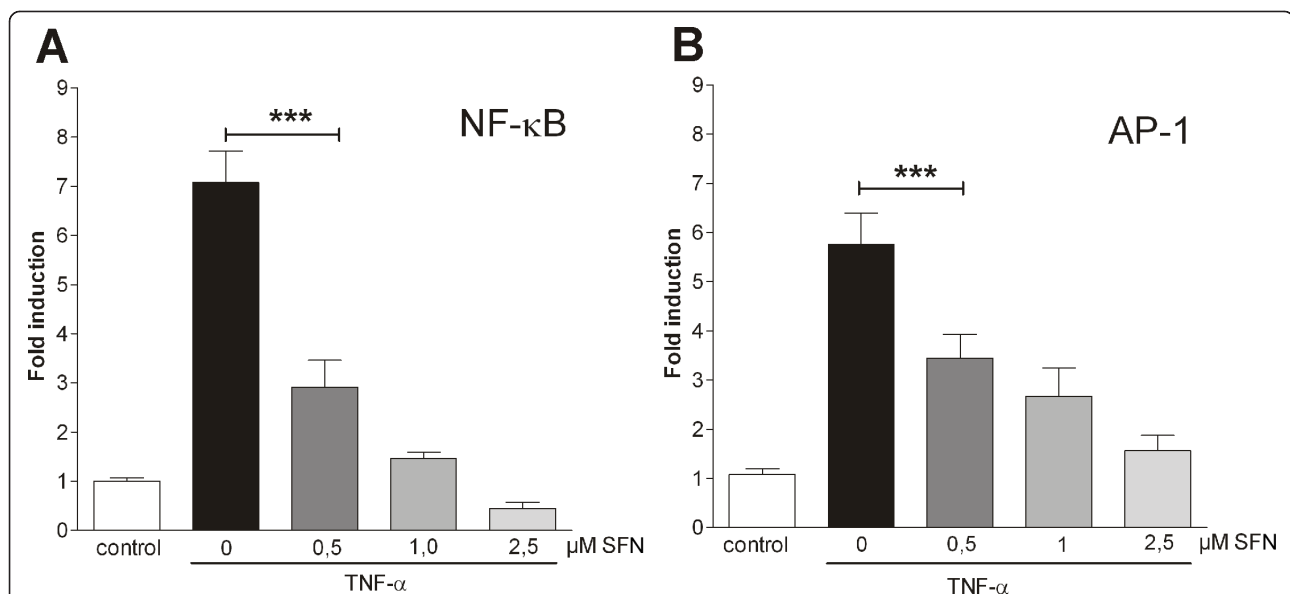 A
NF-κB
***
Fold induction
9
8
7
6
5
4
3
2
1
0
control 0 0,5 1,0 2,5 μM SFN
TNF-α
B
AP-1
***
Fold induction
9
8
7
6
5
4
3
2
1
0
control 0 0,5 1 2,5 μM SFN
TNF-α